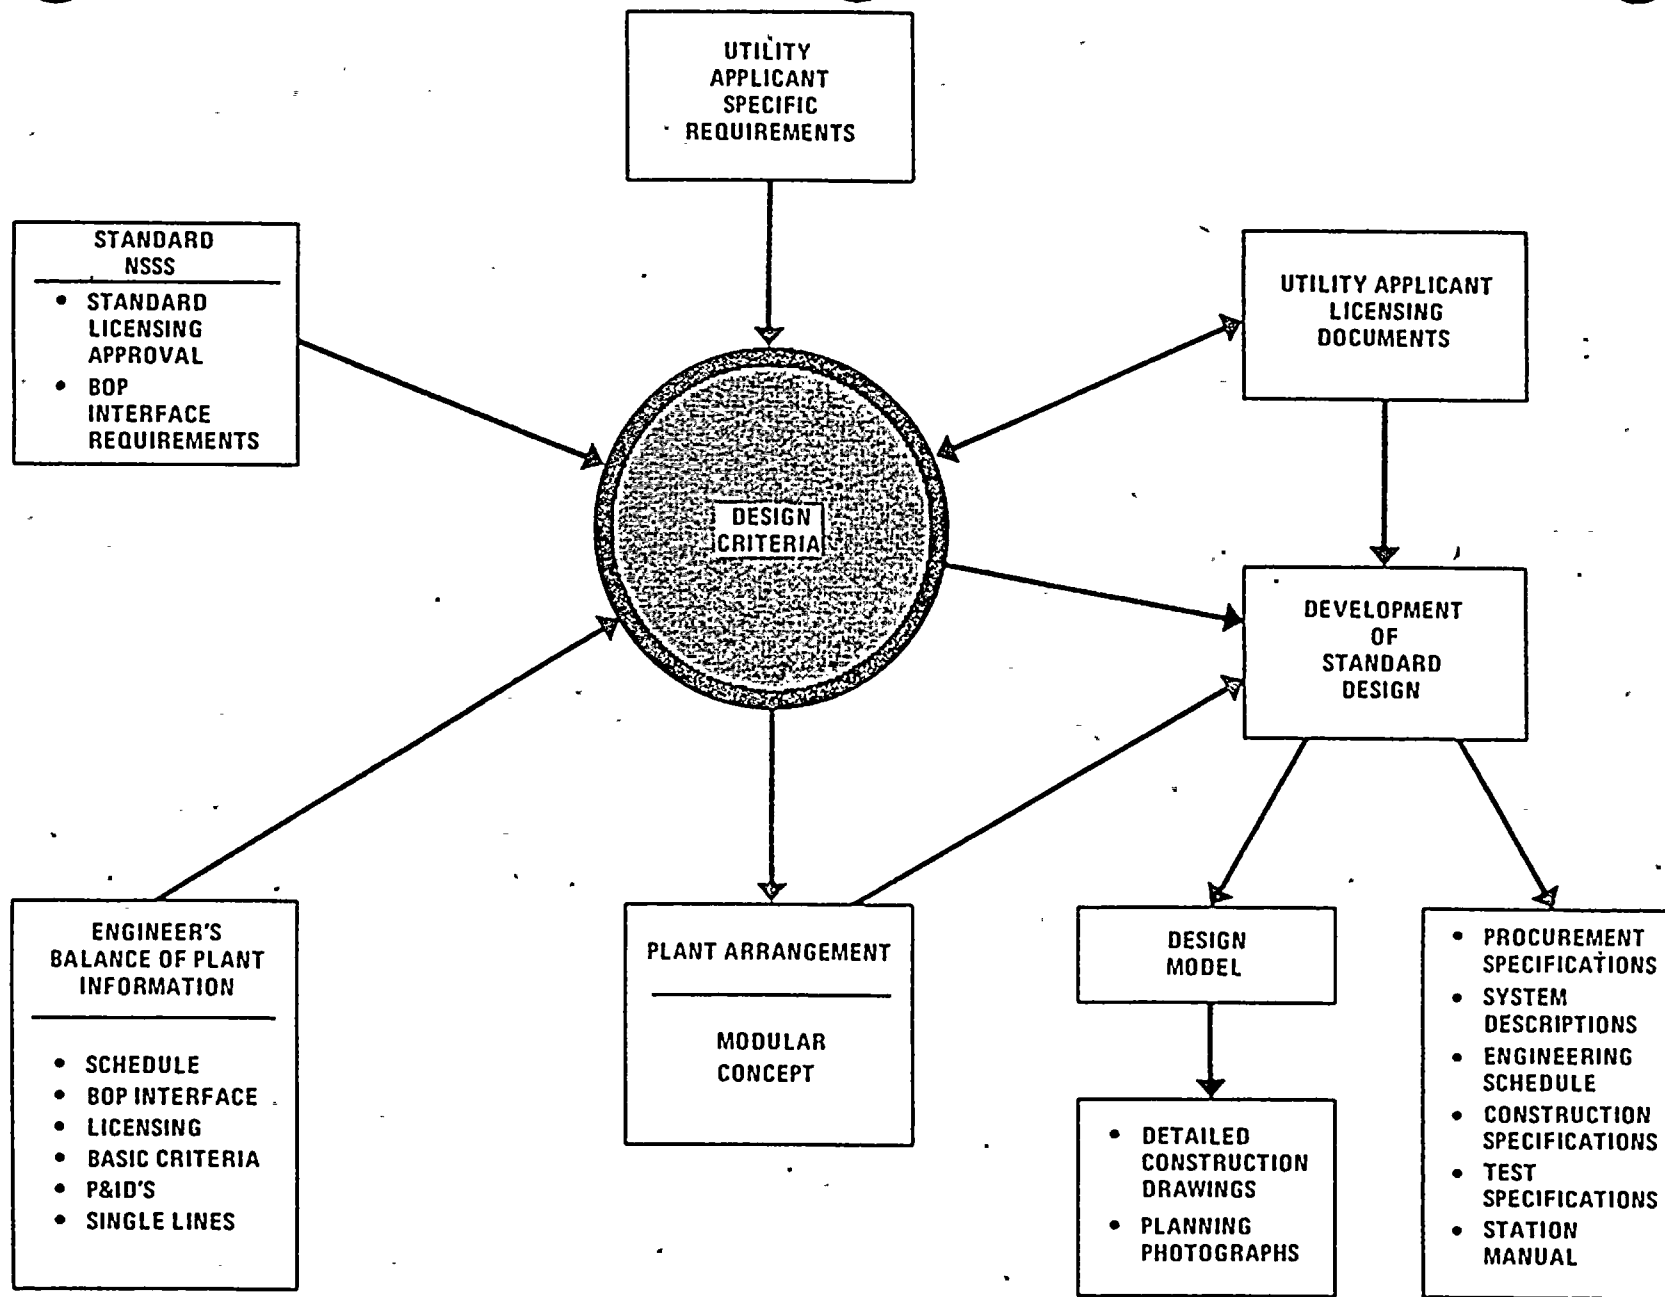 UTILITY
APPLICANT
SPECIFIC
REQUIREMENTS
STANDARD
NSSS
• STANDARD
LICENSING
APPROVAL
• BOP
INTERFACE
REQUIREMENTS
UTILITY APPLICANT
LICENSING
DOCUMENTS
DESIGN
CRITERIA
DEVELOPMENT
OF
STANDARD
DESIGN
ENGINEER'S
BALANCE OF PLANT
INFORMATION
• SCHEDULE
• BOP INTERFACE
• LICENSING
• BASIC CRITERIA
• P&ID'S
• SINGLE LINES
PLANT ARRANGEMENT
MODULAR
CONCEPT
DESIGN
MODEL
• DETAILED
CONSTRUCTION
DRAWINGS
• PLANNING
PHOTOGRAPHS
• PROCUREMENT
SPECIFICATIONS
• SYSTEM
DESCRIPTIONS
• ENGINEERING
SCHEDULE
• CONSTRUCTION
SPECIFICATIONS
• TEST
SPECIFICATIONS
• STATION
MANUAL